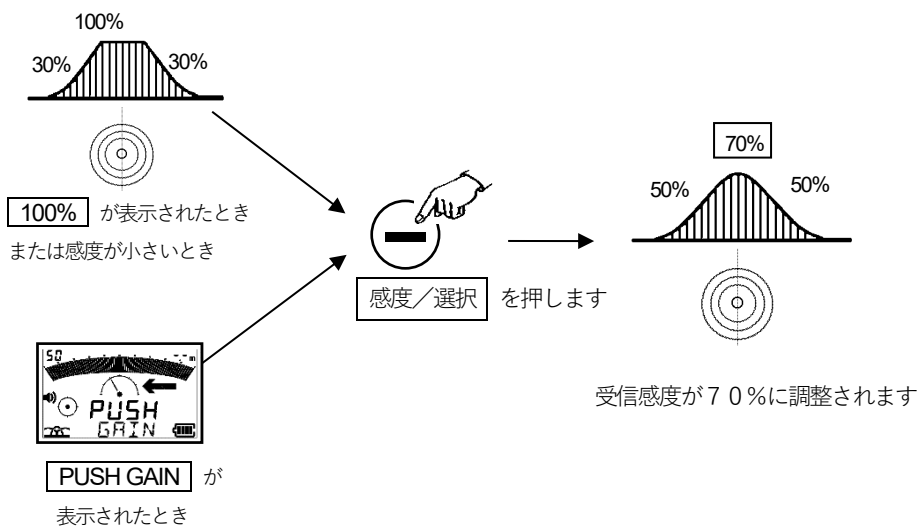 100%
30%
30%
100% が表示されたとき
または感度が小さいとき
感度／選択 を押します
70%
50%
50%
受信感度が７０％に調整されます
50
--m
PUSH
GAIN
PUSH GAIN が
表示されたとき